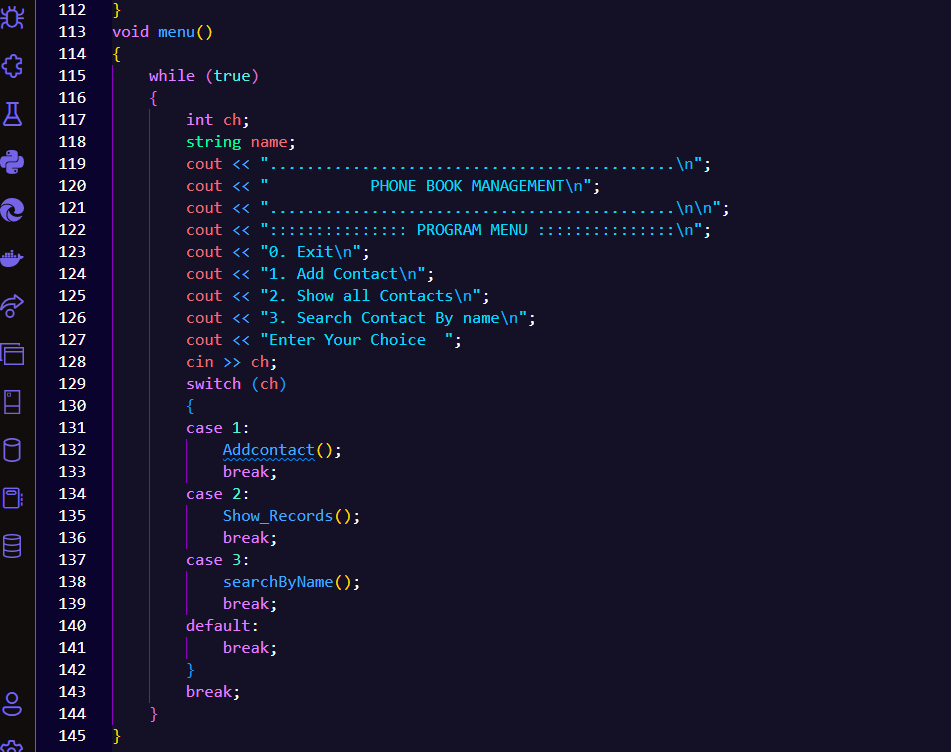 112 }
113 void menu()
114 {
115     while (true)
116     {
117         int ch;
118         string name;
119         cout << "............................................\n";
120         cout << "           PHONE BOOK MANAGEMENT\n";
121         cout << "............................................\n\n";
122         cout << "::::::::::::::: PROGRAM MENU :::::::::::::::\n";
123         cout << "0. Exit\n";
124         cout << "1. Add Contact\n";
125         cout << "2. Show all Contacts\n";
126         cout << "3. Search Contact By name\n";
127         cout << "Enter Your Choice  ";
128         cin >> ch;
129         switch (ch)
130         {
131         case 1:
132             Addcontact();
133             break;
134         case 2:
135             Show_Records();
136             break;
137         case 3:
138             searchByName();
139             break;
140         default:
141             break;
142         }
143         break;
144     }
145 }